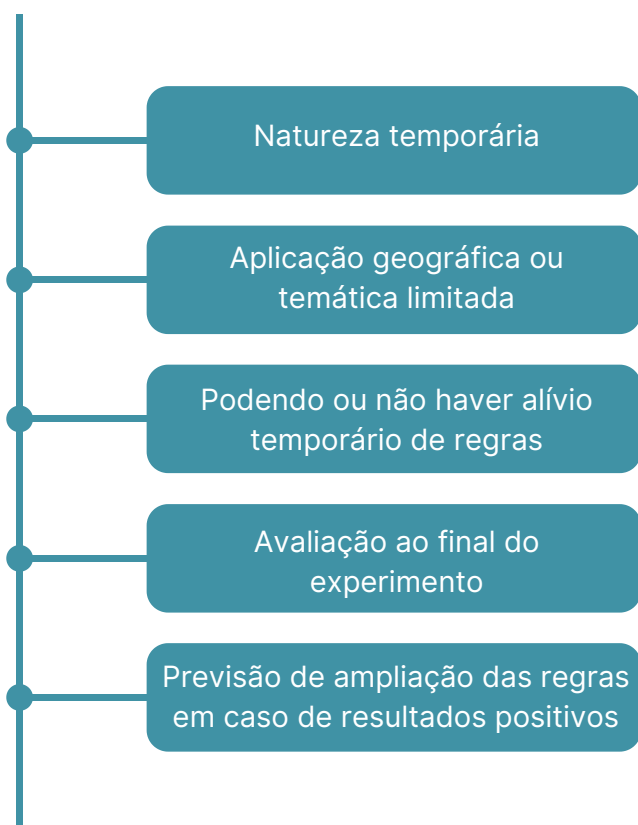 Natureza temporária
Aplicação geográfica ou
temática limitada
Podendo ou não haver alívio
temporário de regras
Avaliação ao final do
experimento
Previsão de ampliação das regras
em caso de resultados positivos